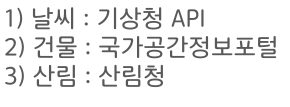 1) 날씨 : 기상청 API
2) 건물 : 국가공간정보포털
3) 산림 : 산림청